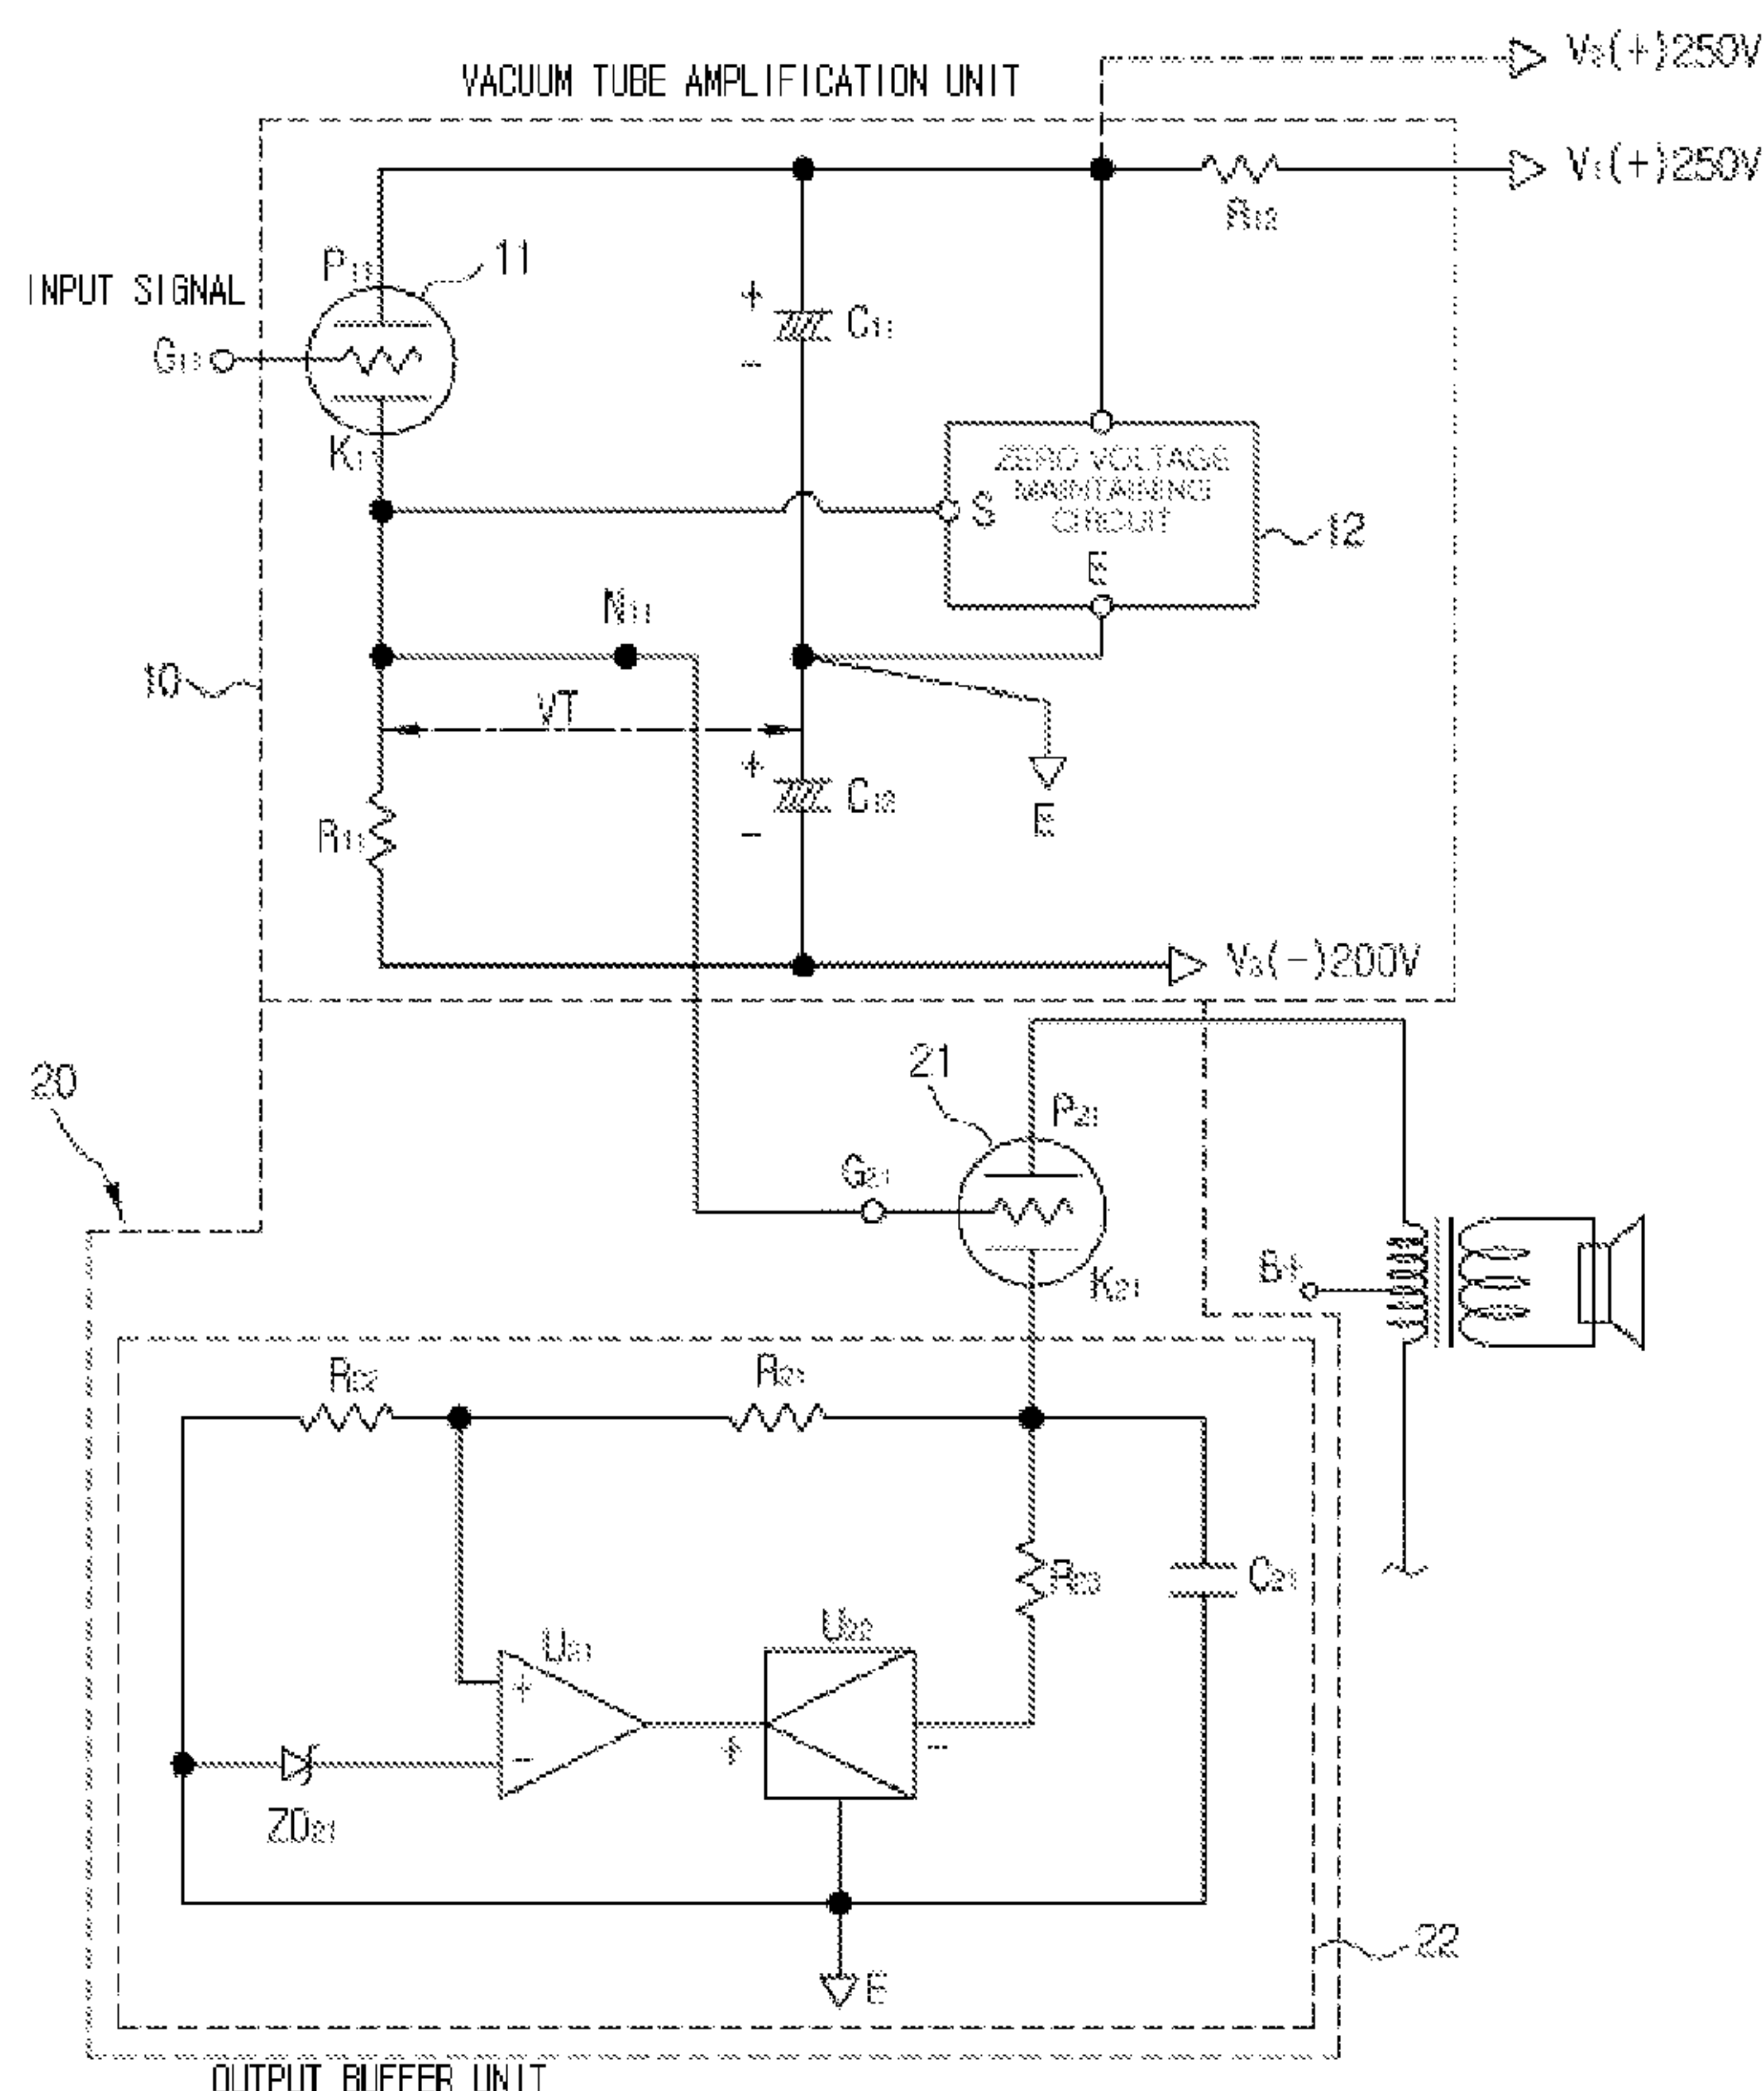 V₂(+)250V
VACUUM TUBE AMPLIFICATION UNIT
V₁(+)250V
R₁₂
P₁₁
11
INPUT SIGNAL
G₁₁
+
C₁₁
-
K₁₁
ZERO VOLTAGE
MAINTAINING
CIRCUIT
S
12
E
N₁₁
10
VT
+
C₁₂
-
E
R₁₁
V₃(-)200V
21
20
P₂₁
G₂₁
K₂₁
B+
R₂₂
R₂₁
R₂₃
C₂₁
U₂₁
U₂₂
+
+
-
-
ZD₂₁
22
E
OUTPUT BUFFER UNIT